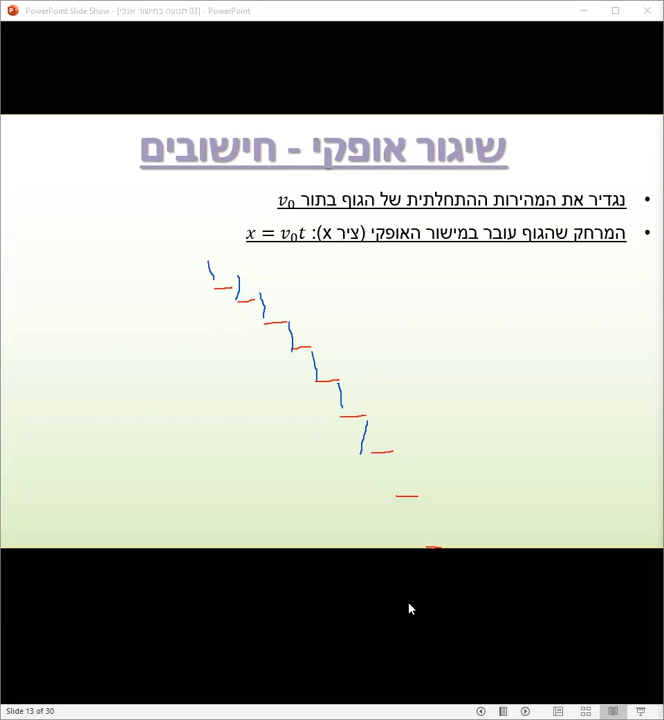 PowerPoint Slide Show - [03 תנועה במישור אנכי] - PowerPoint
שיגור אופקי - חישובים
• נגדיר את המהירות ההתחלתית של הגוף בתור v₀
• המרחק שהגוף עובר במישור האופקי (ציר x): x = v₀t
Slide 13 of 30